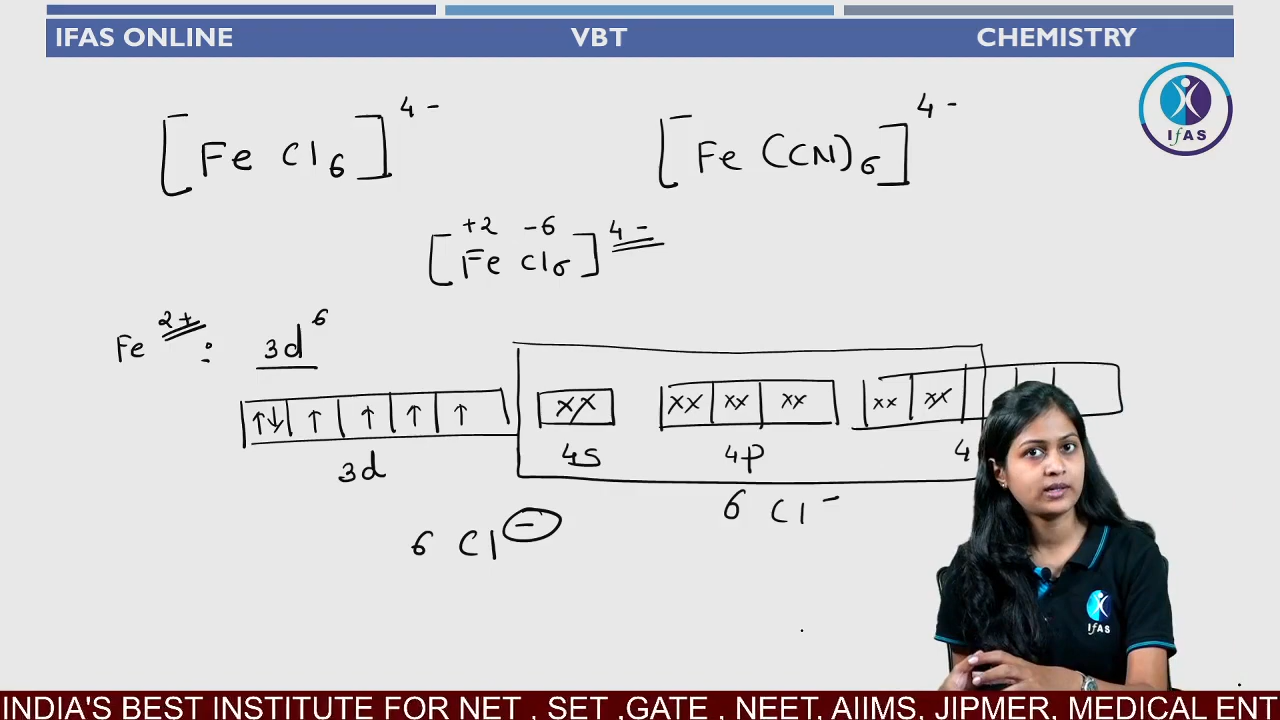 IFAS ONLINE VBT CHEMISTRY
IfAS
[Fe Cl₆]⁴⁻ [Fe (CN)₆]⁴⁻
+2 -6
[Fe Cl₆]⁴⁻
Fe²⁺ : 3d⁶
↑↓ ↑ ↑ ↑ ↑ xx xx xx xx xx xx
3d 4s 4p 4
6 Cl⁻
6 Cl⁻
IfAS
INDIA'S BEST INSTITUTE FOR NET , SET ,GATE , NEET, AIIMS, JIPMER, MEDICAL ENT